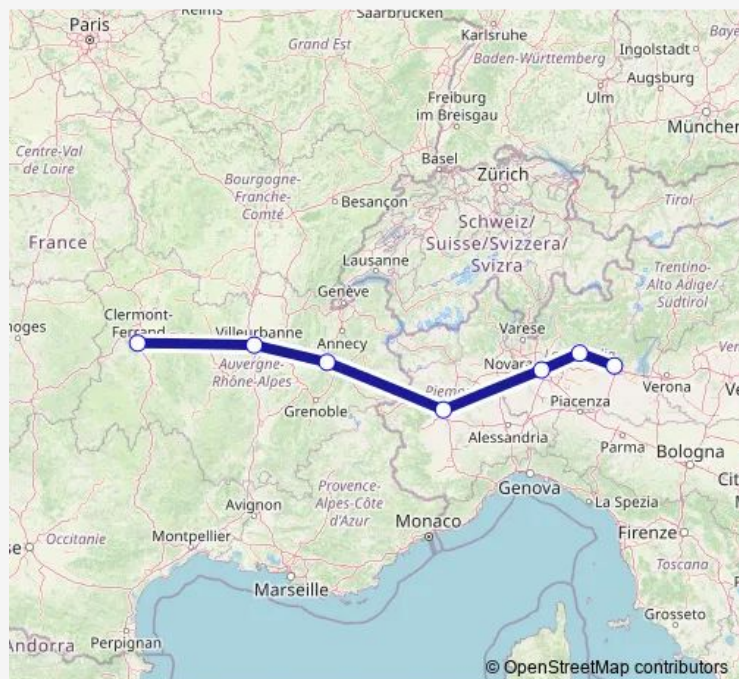 Saarbrücken
Reims
Paris
Karlsruhe
Grand Est
Baden-Württemberg
Ingolstadt
Augsburg
Ulm
Freiburg
im Breisgau
München
Centre-Val
de Loire
Basel
Zürich
Bourgogne-
Franche-
Comté
Besançon
Tirol
France
Schweiz/
Suisse/Svizzera/
Svizra
Lausanne
Genève
Trentino-
Alto Adige/
Südtirol
Clermont-
Ferrand
Villeurbanne
Annecy
Varese
Auvergne-
Rhône-Alpes
Novara
Verona
Grenoble
Piacenza
Alessandria
Parma
Bologna
Provence-
Alpes-Côte
d'Azur
Genova
Avignon
La Spezia
Occitanie
Montpellier
Monaco
Firenze
Toscana
Marseille
Grosseto
Perpignan
Andorra
© OpenStreetMap contributors